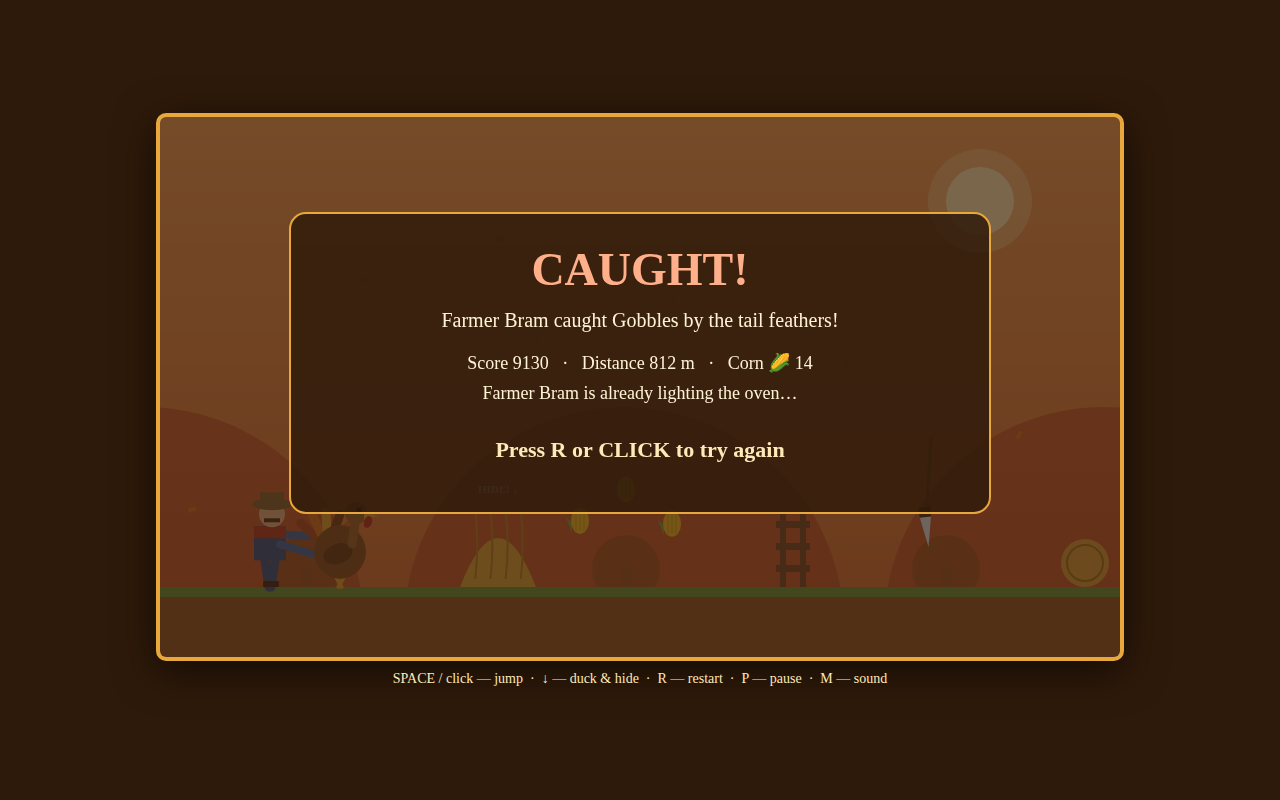 CAUGHT!
Farmer Bram caught Gobbles by the tail feathers!
Score 9130 · Distance 812 m · Corn 🌽 14
Farmer Bram is already lighting the oven…
Press R or CLICK to try again
SPACE / click — jump · ↓ — duck & hide · R — restart · P — pause · M — sound